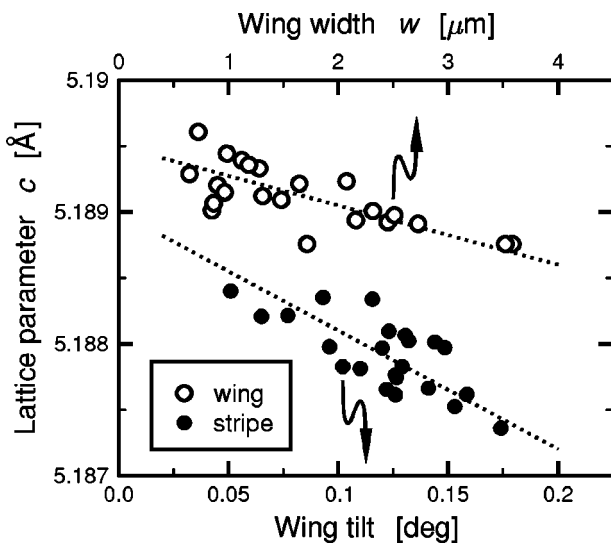 Wing width w [μm]
0 1 2 3 4
5.19
5.189
5.188
5.187
Lattice parameter c [Å]
wing
stripe
0.0 0.05 0.1 0.15 0.2
Wing tilt [deg]